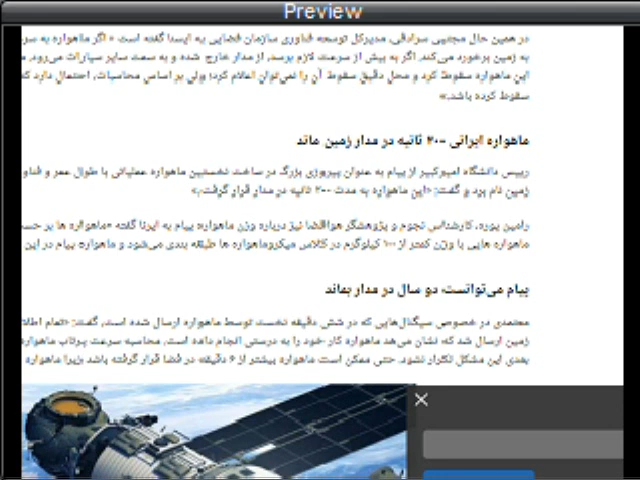 Preview
در همین حال مجتبی سرادقی، مدیرکل توسعه فناوری سازمان فضایی به ایسنا گفته است « اگر ماهواره به سر
به زمین برخورد می‌کند. اگر به بیش از سرعت لازم برسد، از مدار خارج شده و به سمت سایر سیارات می‌رود.
این ماهواره سقوط کرد و محل دقیق سقوط آن را نمی‌توان اعلام کرد؛ ولی بر اساس محاسبات، احتمال دارد که
سقوط کرده باشد.»
ماهواره ایرانی ۲۰۰ ثانیه در مدار زمین ماند
رییس دانشگاه امیرکبیر از پیام به عنوان پیروزی بزرگ در ساخت نخستین ماهواره عملیاتی با طول عمر و فناو
زمین نام برد و گفت: «این ماهواره به مدت ۲۰۰ ثانیه در مدار قرار گرفت.»
رامین پوره، کارشناس نجوم و پژوهشگر هوافضا نیز درباره وزن ماهواره پیام به ایرنا گفته «ماهواره ها بر حسب
ماهواره هایی با وزن کمتر از ۱۰۰ کیلوگرم در کلاس میکروماهواره ها طبقه بندی می‌شود و ماهواره پیام در این
پیام می‌توانست دو سال در مدار بماند
معتمدی در خصوص سیگنال‌هایی که در شش دقیقه نخست توسط ماهواره ارسال شده است، گفت: «تمام اطلا
زمین ارسال شد که نشان می‌دهد ماهواره کار خود را به درستی انجام داده است. محاسبه سرعت پرتاب ماهواره
بعدی این مشکل تکرار نشود. حتی ممکن است ماهواره بیشتر از ۶ دقیقه در فضا قرار گرفته باشد زیرا ماهواره